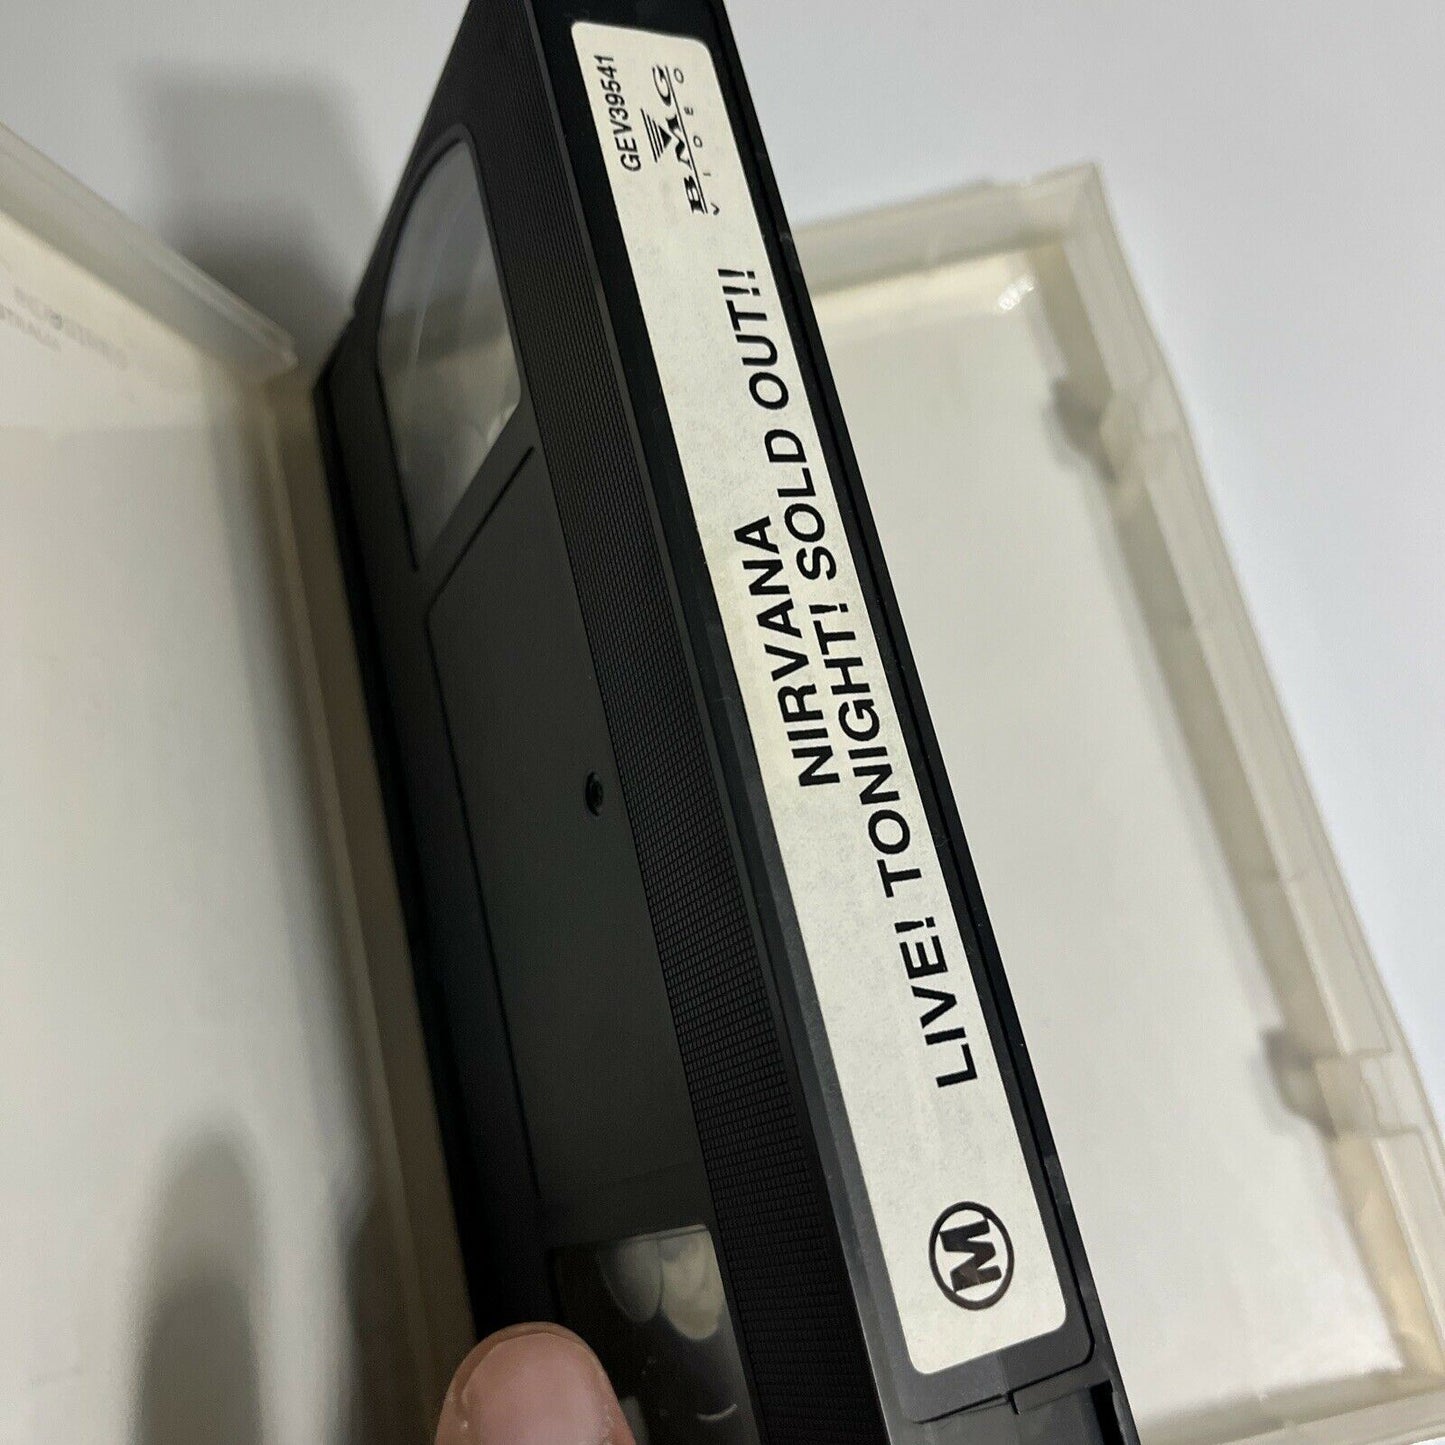 GEV39541
BMG
VIDEO
NIRVANA
LIVE! TONIGHT! SOLD OUT!!
M